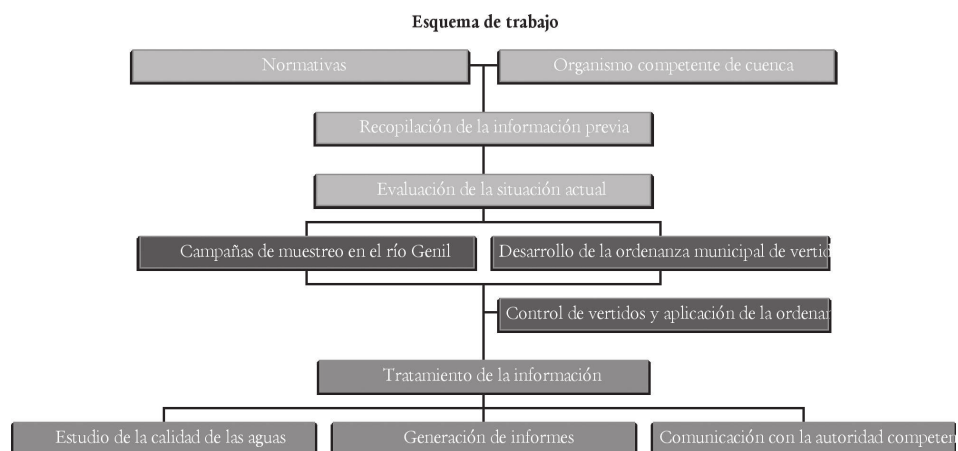 Esquema de trabajo
Normativas
Organismo competente de cuenca
Recopilación de la información previa
Evaluación de la situación actual
Campañas de muestreo en el río Genil
Desarrollo de la ordenanza municipal de vertid
Control de vertidos y aplicación de la ordenan
Tratamiento de la información
Estudio de la calidad de las aguas
Generación de informes
Comunicación con la autoridad competen